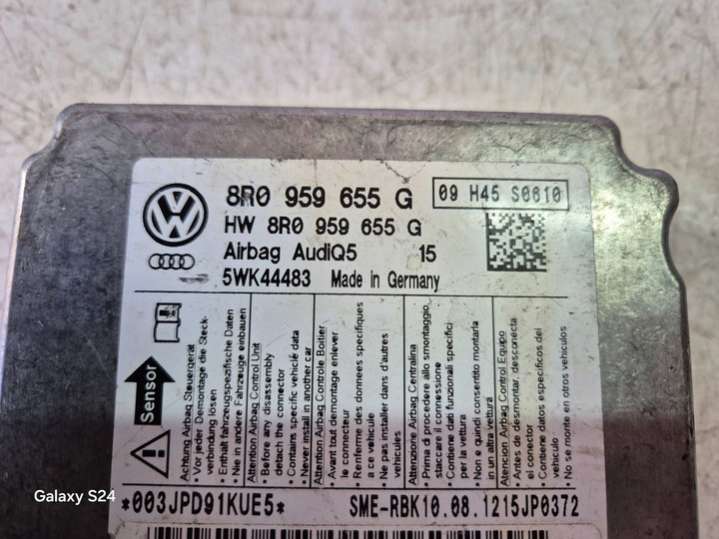 8R0 959 655 G
09 H45 S0610
HW 8R0 959 655 G
Airbag AudiQ5 15
5WK44483 Made in Germany
Sensor
Achtung Airbag Steuergerät
• Vor jeder Demontage die Steck-
verbindung lösen
• Enthält fahrzeugspezifische Daten
• Nie in andere Fahrzeuge einbauen
Attention Airbag Control Unit
• Before any disassembly
detach the connector
• Contains specific vehicle data
• Never install in another car
Attention Airbag Controle Boitier
• Avant tout demontage enlever
le connecteur
• Renferme des donnees specifiques
a ce vehicule
• Ne pas installer dans d'autres
vehicules
Attenzione Airbag Centralina
• Prima di procedere allo smontaggio,
staccare il connessione
• Contiene dati funzionali specifici
per la vettura
• Non e quindi consentito montarla
in un altra vettura
Atencion Airbag Control Equipo
• Antes de desmontar, desconecta
el conector
• Contiene datos especificos del
vehiculo
• No se monte en otros vehiculos
*003JPD91KUE5*
SME-RBK10.08.1215JP0372
Galaxy S24